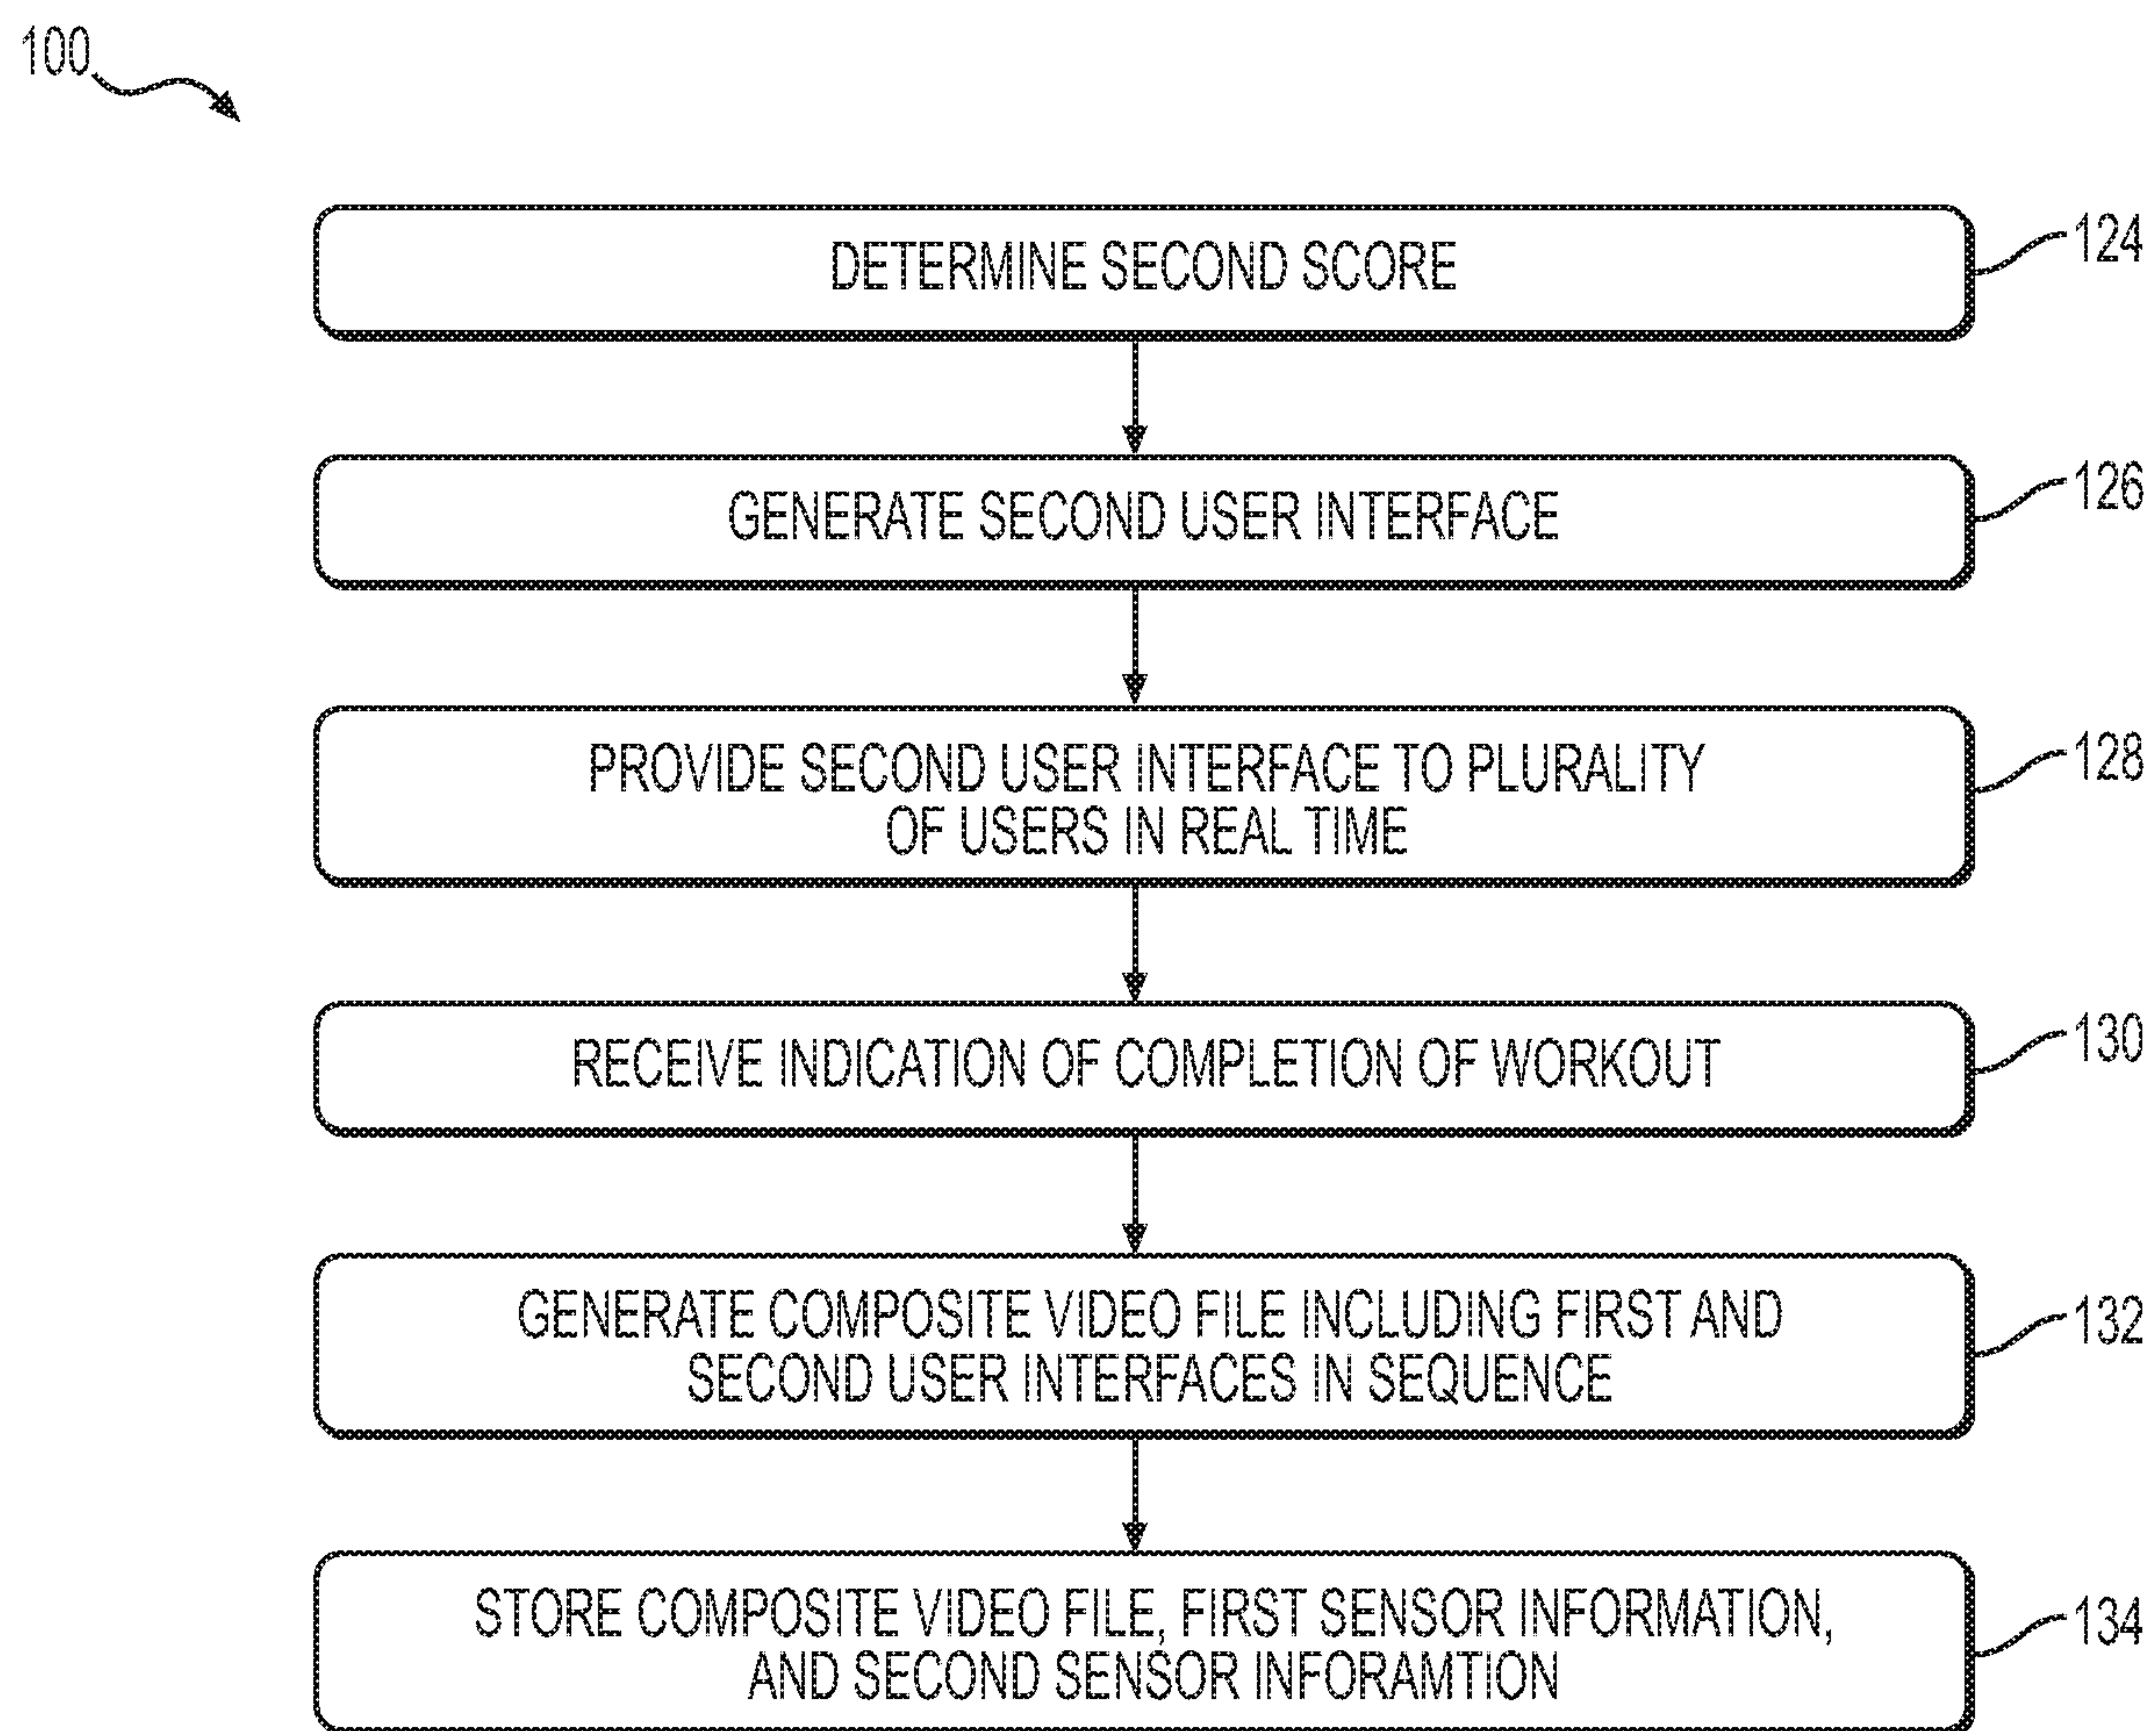 100
DETERMINE SECOND SCORE
124
GENERATE SECOND USER INTERFACE
126
PROVIDE SECOND USER INTERFACE TO PLURALITY
OF USERS IN REAL TIME
128
RECEIVE INDICATION OF COMPLETION OF WORKOUT
130
GENERATE COMPOSITE VIDEO FILE INCLUDING FIRST AND
SECOND USER INTERFACES IN SEQUENCE
132
STORE COMPOSITE VIDEO FILE, FIRST SENSOR INFORMATION,
AND SECOND SENSOR INFORAMTION
134